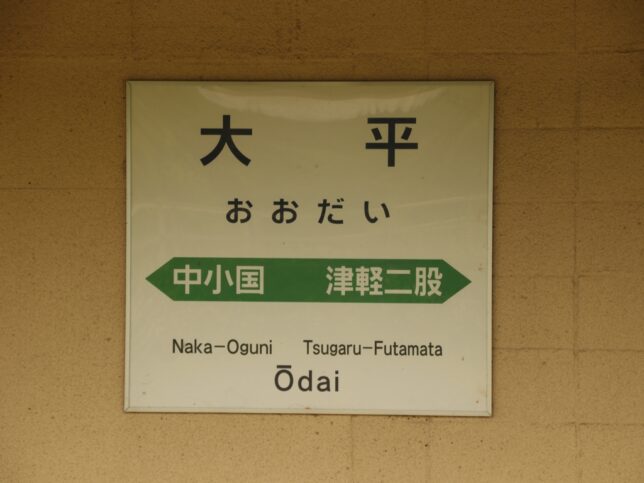 大平
おおだい
中小国 津軽二股
Naka-Oguni Tsugaru-Futamata
Ōdai